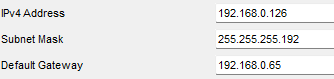 IPv4 Address 192.168.0.126
Subnet Mask 255.255.255.192
Default Gateway 192.168.0.65